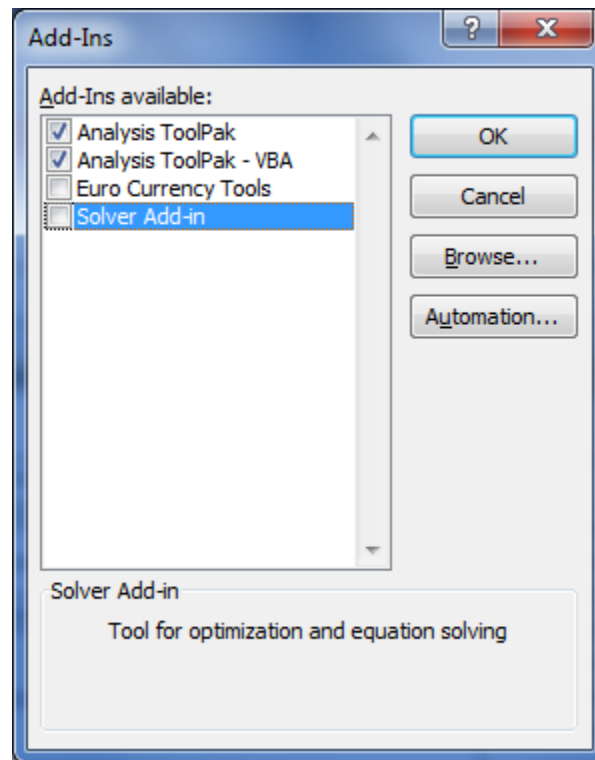 Add-Ins
?
Add-Ins available:
Analysis ToolPak
Analysis ToolPak - VBA
Euro Currency Tools
Solver Add-in
OK
Cancel
Browse...
Automation...
Solver Add-in
Tool for optimization and equation solving